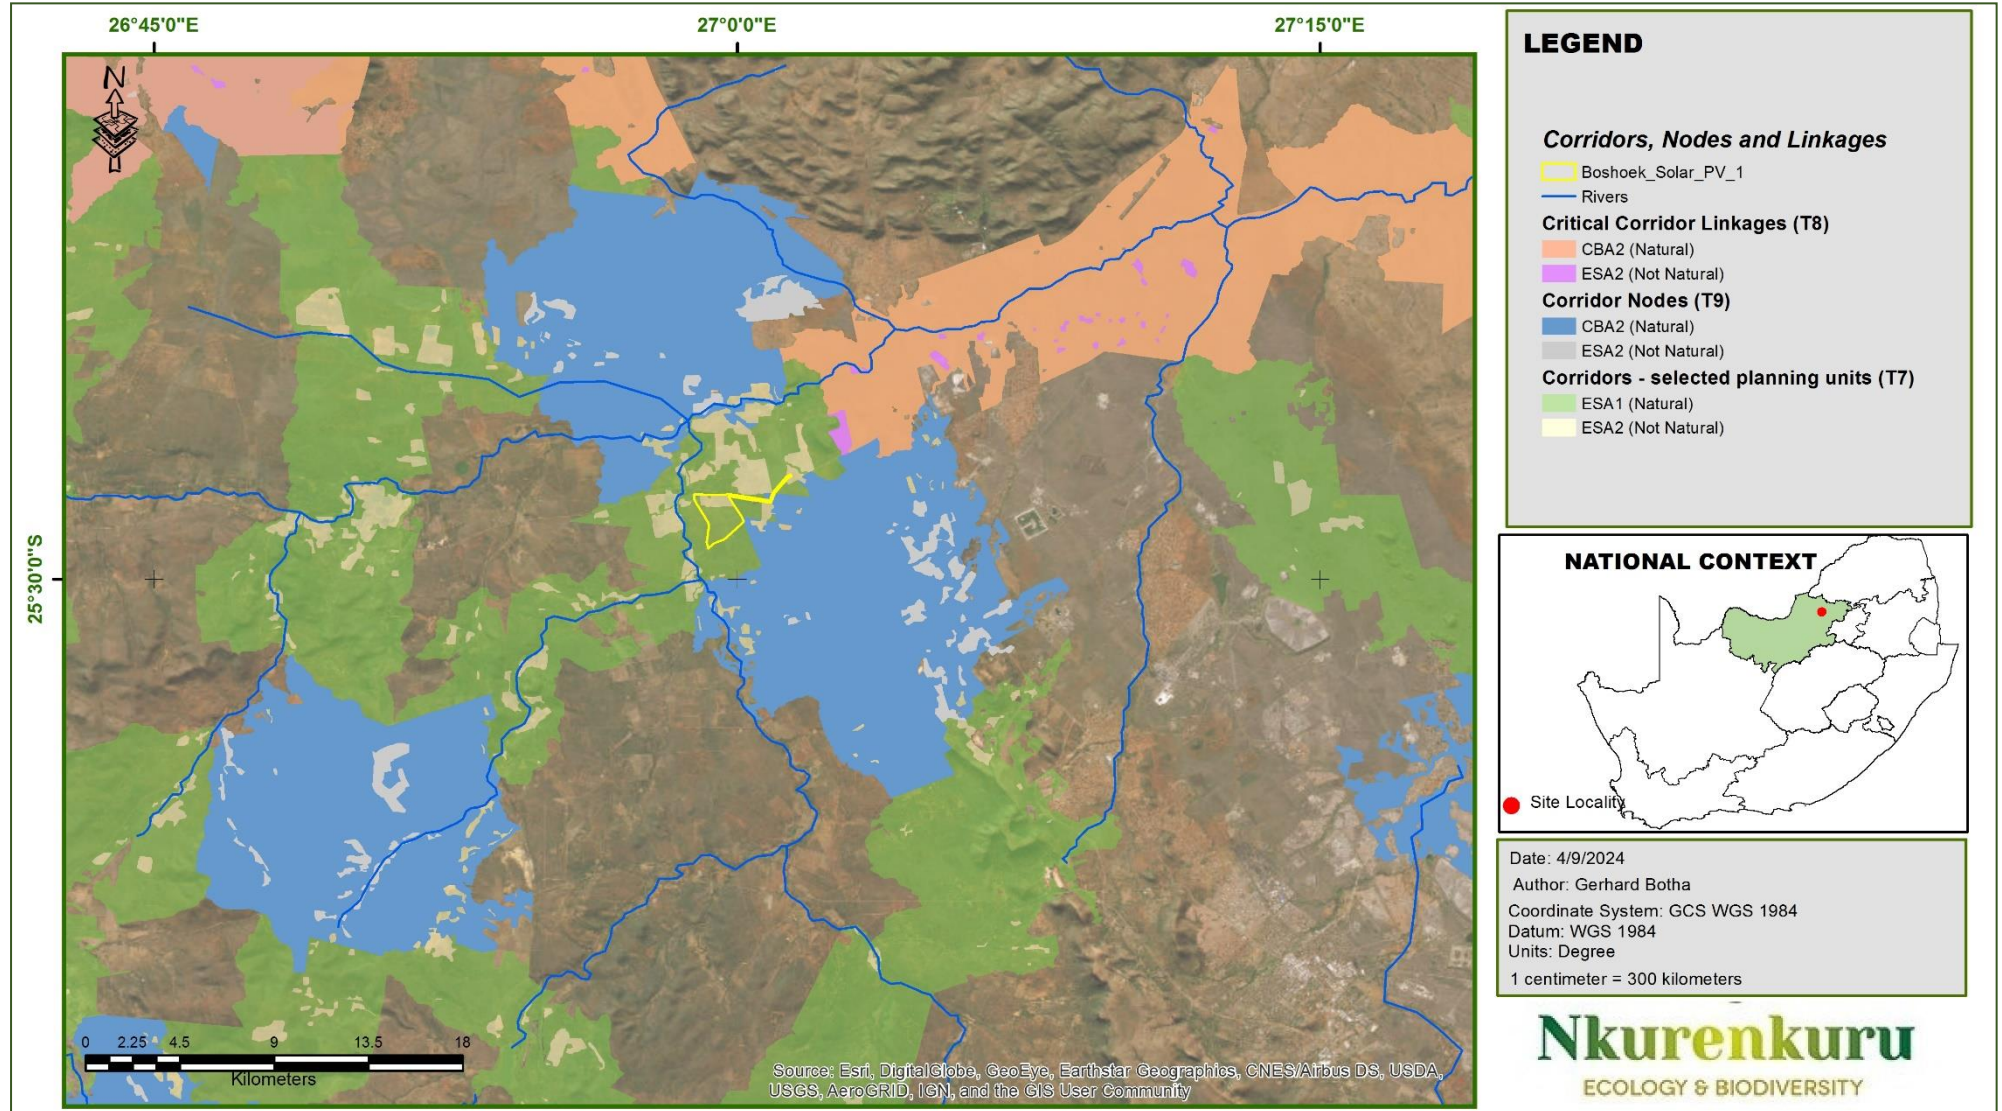 26°45'0"E
27°0'0"E
27°15'0"E
N
25°30'0"S
0 2.25 4.5 9 13.5 18
Kilometers
Source: Esri, DigitalGlobe, GeoEye, Earthstar Geographics, CNES/Airbus DS, USDA,
USGS, AeroGRID, IGN, and the GIS User Community
LEGEND
Corridors, Nodes and Linkages
Boshoek_Solar_PV_1
Rivers
Critical Corridor Linkages (T8)
CBA2 (Natural)
ESA2 (Not Natural)
Corridor Nodes (T9)
CBA2 (Natural)
ESA2 (Not Natural)
Corridors - selected planning units (T7)
ESA1 (Natural)
ESA2 (Not Natural)
NATIONAL CONTEXT
Site Locality
Date: 4/9/2024
Author: Gerhard Botha
Coordinate System: GCS WGS 1984
Datum: WGS 1984
Units: Degree
1 centimeter = 300 kilometers
Nkurenkuru
ECOLOGY & BIODIVERSITY